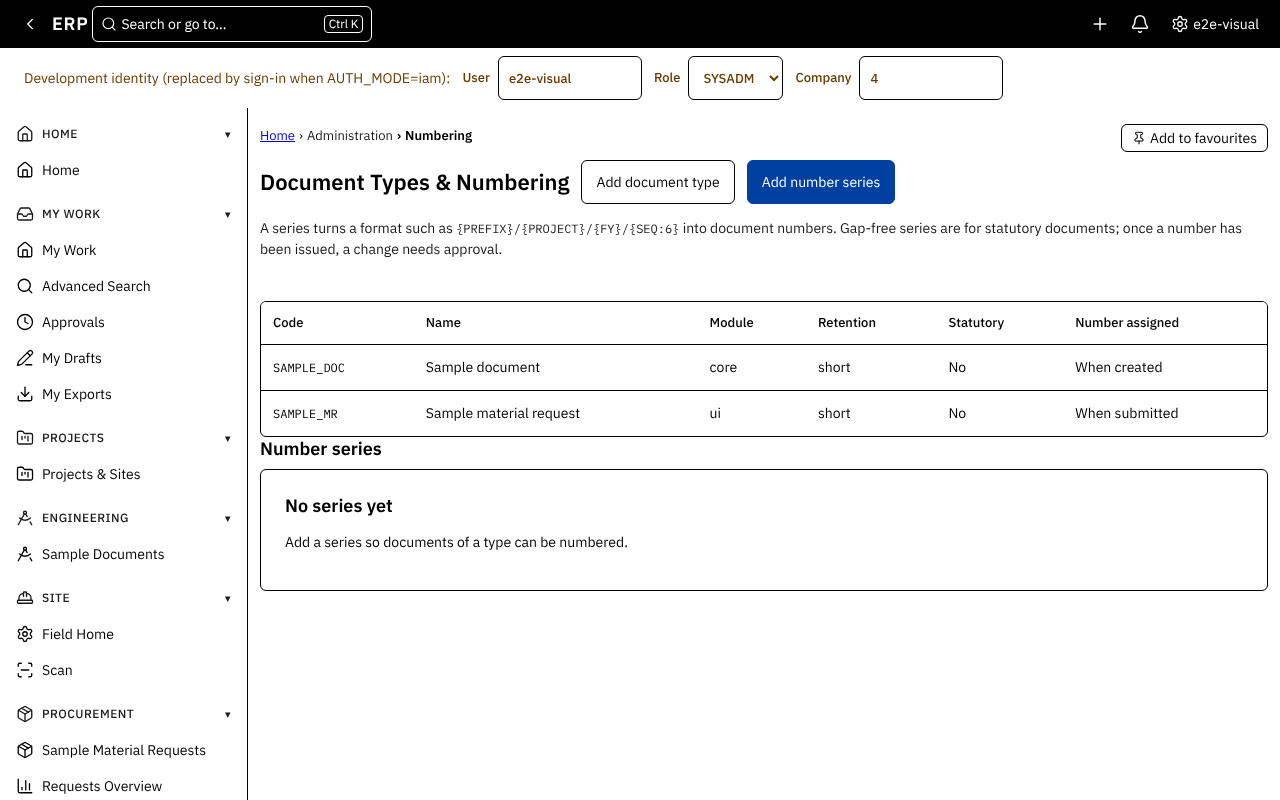 ERP
Search or go to... Ctrl K
e2e-visual
Development identity (replaced by sign-in when AUTH_MODE=iam): User e2e-visual Role SYSADM Company 4
HOME
Home
MY WORK
My Work
Advanced Search
Approvals
My Drafts
My Exports
PROJECTS
Projects & Sites
ENGINEERING
Sample Documents
SITE
Field Home
Scan
PROCUREMENT
Sample Material Requests
Requests Overview
Home › Administration › Numbering
Add to favourites
Document Types & Numbering Add document type Add number series
A series turns a format such as {PREFIX}/{PROJECT}/{FY}/{SEQ:6} into document numbers. Gap-free series are for statutory documents; once a number has
been issued, a change needs approval.
Code Name Module Retention Statutory Number assigned
SAMPLE_DOC Sample document core short No When created
SAMPLE_MR Sample material request ui short No When submitted
Number series
No series yet
Add a series so documents of a type can be numbered.